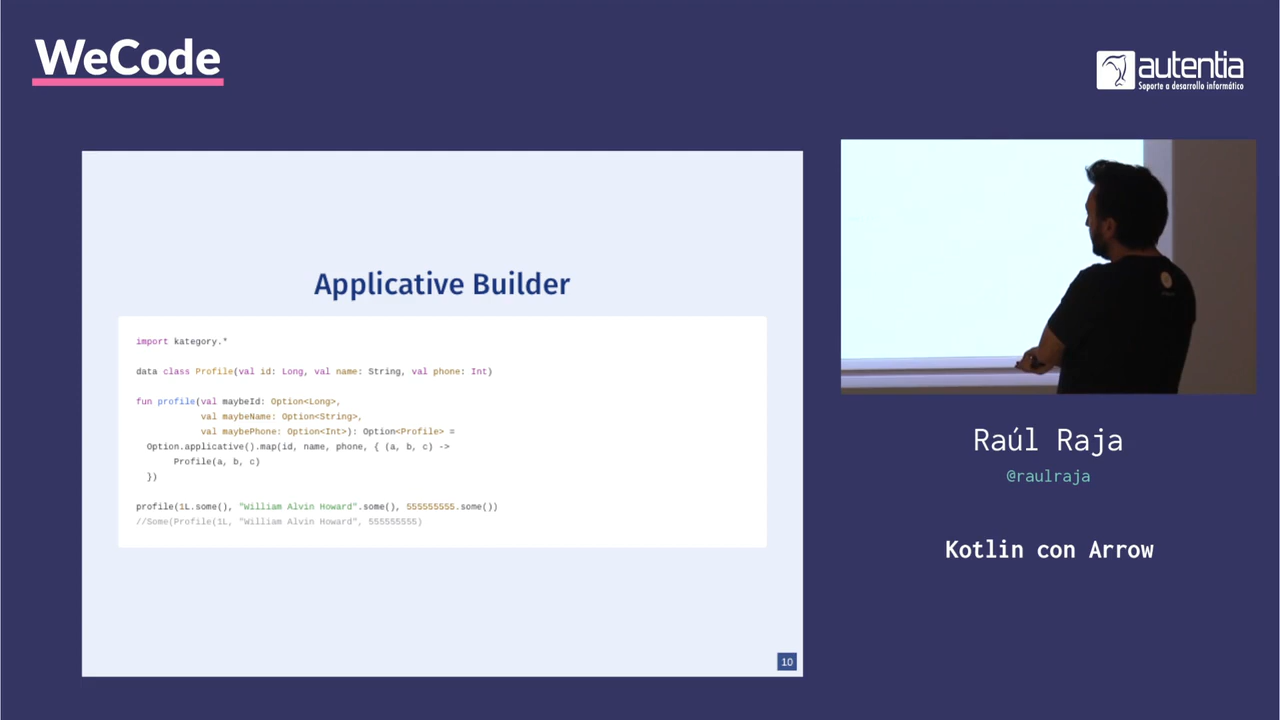 WeCode
autentia
Soporte a desarrollo informático
Applicative Builder
import kategory.*
data class Profile(val id: Long, val name: String, val phone: Int)
fun profile(val maybeId: Option<Long>,
val maybeName: Option<String>,
val maybePhone: Option<Int>): Option<Profile> =
Option.applicative().map(id, name, phone, { (a, b, c) ->
Profile(a, b, c)
})
profile(1L.some(), "William Alvin Howard".some(), 555555555.some())
//Some(Profile(1L, "William Alvin Howard", 555555555)
10
Raúl Raja
@raulraja
Kotlin con Arrow